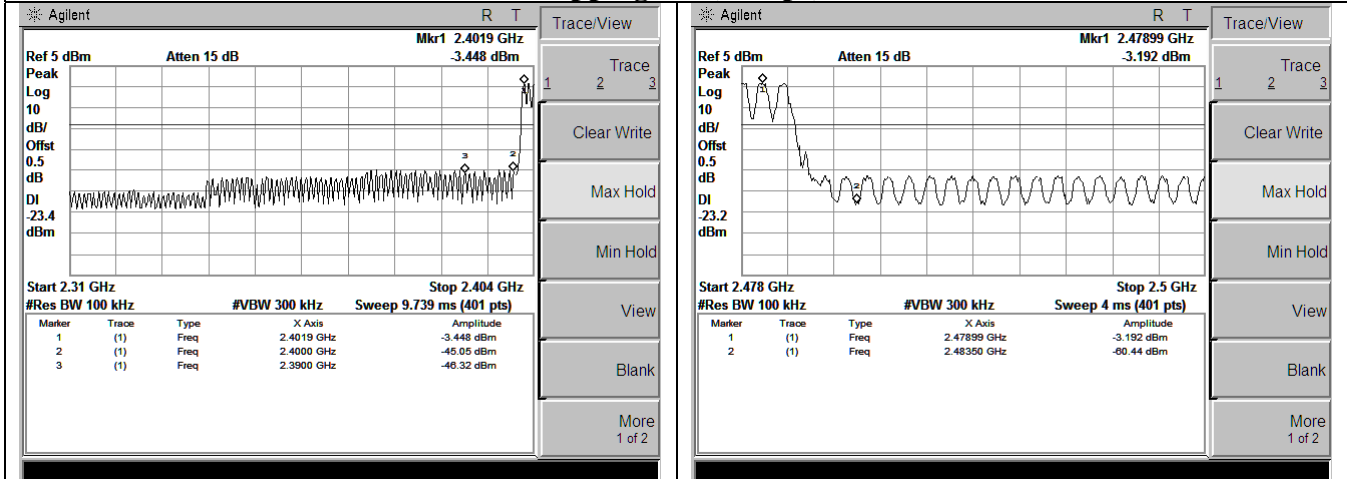 Agilent R T
Mkr1 2.4019 GHz
Ref 5 dBm Atten 15 dB -3.448 dBm
Peak
Log
10
dB/
Offst
0.5
dB
DI
-23.4
dBm
1
3
2
Start 2.31 GHz Stop 2.404 GHz
#Res BW 100 kHz #VBW 300 kHz Sweep 9.739 ms (401 pts)
Marker Trace Type X Axis Amplitude
1 (1) Freq 2.4019 GHz -3.448 dBm
2 (1) Freq 2.4000 GHz -45.05 dBm
3 (1) Freq 2.3900 GHz -46.32 dBm
Trace/View
Trace
1 2 3
Clear Write
Max Hold
Min Hold
View
Blank
More
1 of 2
Agilent R T
Mkr1 2.47899 GHz
Ref 5 dBm Atten 15 dB -3.192 dBm
Peak
Log
10
dB/
Offst
0.5
dB
DI
-23.2
dBm
1
2
Start 2.478 GHz Stop 2.5 GHz
#Res BW 100 kHz #VBW 300 kHz Sweep 4 ms (401 pts)
Marker Trace Type X Axis Amplitude
1 (1) Freq 2.47899 GHz -3.192 dBm
2 (1) Freq 2.48350 GHz -60.44 dBm
Trace/View
Trace
1 2 3
Clear Write
Max Hold
Min Hold
View
Blank
More
1 of 2